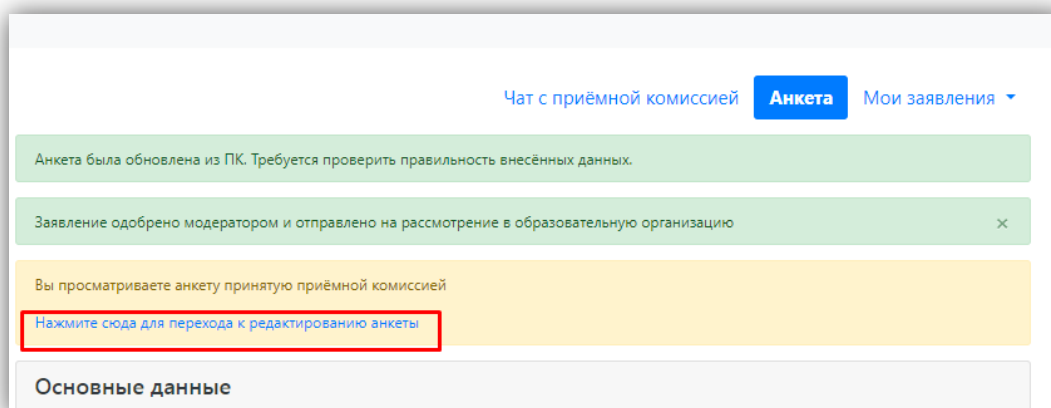 Чат с приёмной комиссией Анкета Мои заявления
Анкета была обновлена из ПК. Требуется проверить правильность внесённых данных.
Заявление одобрено модератором и отправлено на рассмотрение в образовательную организацию ×
Вы просматриваете анкету принятую приёмной комиссией
Нажмите сюда для перехода к редактированию анкеты
Основные данные